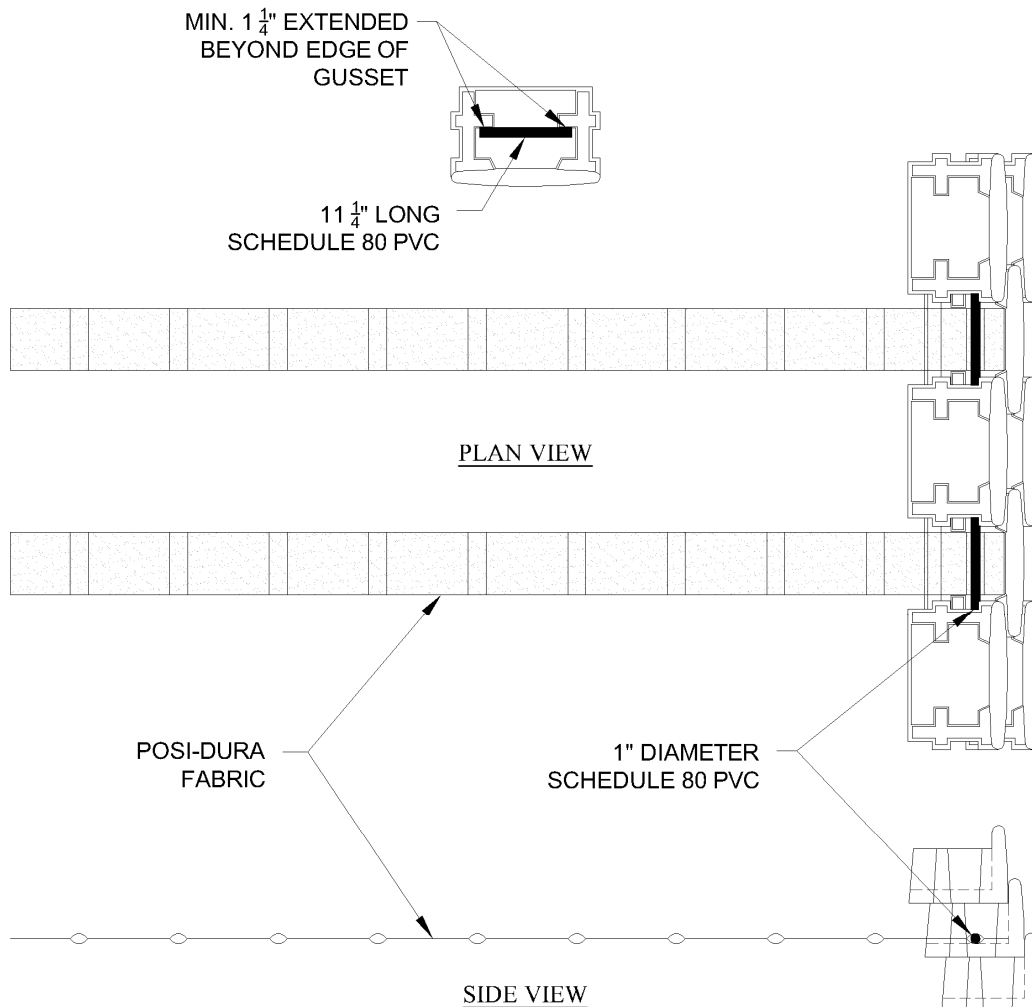 MIN. 1 1/4" EXTENDED
BEYOND EDGE OF
GUSSET
11 1/4" LONG
SCHEDULE 80 PVC
PLAN VIEW
POSI-DURA
FABRIC
1" DIAMETER
SCHEDULE 80 PVC
SIDE VIEW